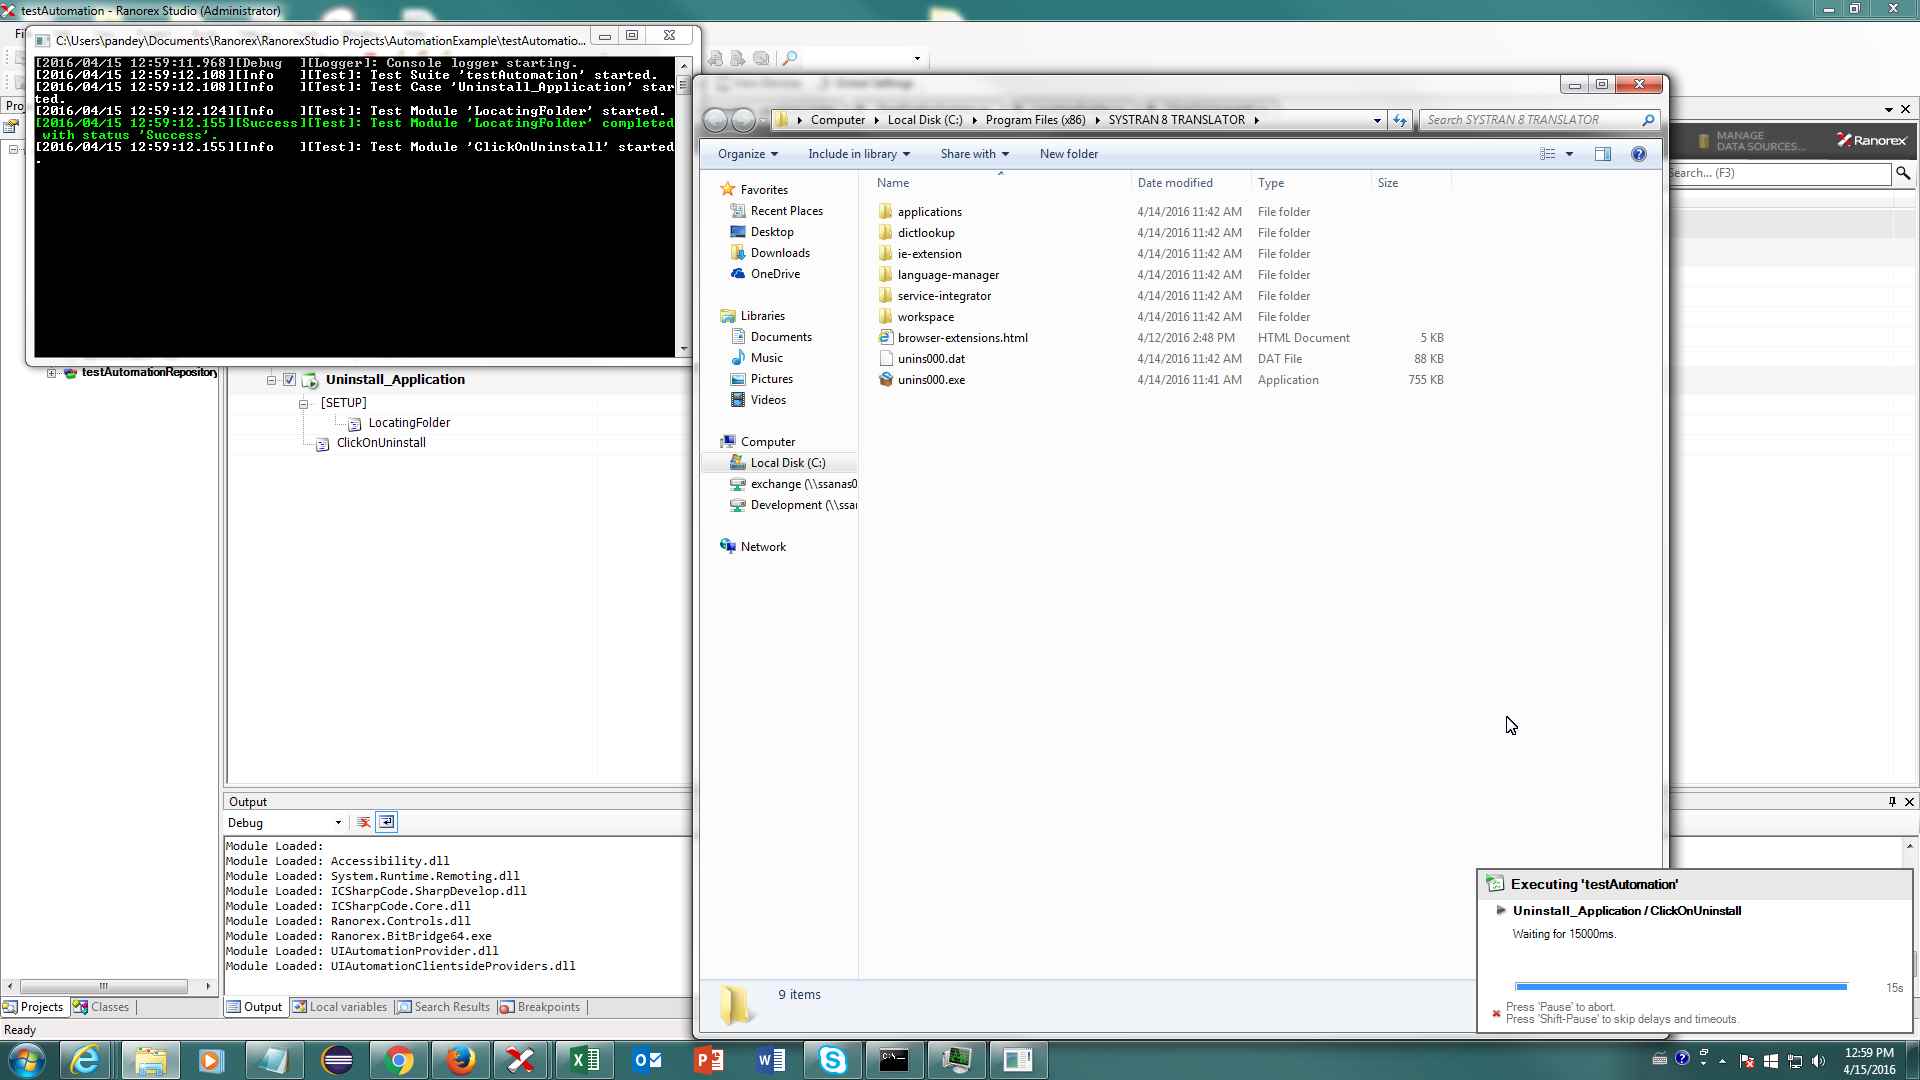 testAutomation - Ranorex Studio (Administrator)
C:\Users\pandey\Documents\Ranorex\RanorexStudio Projects\AutomationExample\testAutomatio...
[2016/04/15 12:59:11.968][Debug ][Logger]: Console logger starting.
[2016/04/15 12:59:12.108][Info ][Test]: Test Suite 'testAutomation' started.
[2016/04/15 12:59:12.108][Info ][Test]: Test Case 'Uninstall_Application' star
ted.
[2016/04/15 12:59:12.124][Info ][Test]: Test Module 'LocatingFolder' started.
[2016/04/15 12:59:12.155][Success][Test]: Test Module 'LocatingFolder' completed
with status 'Success'.
[2016/04/15 12:59:12.155][Info ][Test]: Test Module 'ClickOnUninstall' started
.
Computer
Local Disk (C:)
Program Files (x86)
SYSTRAN 8 TRANSLATOR
Search SYSTRAN 8 TRANSLATOR
Organize
Include in library
Share with
New folder
MANAGE
DATA SOURCES...
Ranorex
Search... (F3)
Favorites
Recent Places
Desktop
Downloads
OneDrive
Libraries
Documents
Music
Pictures
Videos
Computer
Local Disk (C:)
exchange (\\ssanas0
Development (\\ssa
Network
Name Date modified Type Size
applications 4/14/2016 11:42 AM File folder
dictlookup 4/14/2016 11:42 AM File folder
ie-extension 4/14/2016 11:42 AM File folder
language-manager 4/14/2016 11:42 AM File folder
service-integrator 4/14/2016 11:42 AM File folder
workspace 4/14/2016 11:42 AM File folder
browser-extensions.html 4/12/2016 2:48 PM HTML Document 5 KB
unins000.dat 4/14/2016 11:42 AM DAT File 88 KB
unins000.exe 4/14/2016 11:41 AM Application 755 KB
9 items
testAutomationRepository
Uninstall_Application
[SETUP]
LocatingFolder
ClickOnUninstall
Output
Debug
Module Loaded:
Module Loaded: Accessibility.dll
Module Loaded: System.Runtime.Remoting.dll
Module Loaded: ICSharpCode.SharpDevelop.dll
Module Loaded: ICSharpCode.Core.dll
Module Loaded: Ranorex.Controls.dll
Module Loaded: Ranorex.BitBridge64.exe
Module Loaded: UIAutomationProvider.dll
Module Loaded: UIAutomationClientsideProviders.dll
Projects
Classes
Output
Local variables
Search Results
Breakpoints
Ready
Executing 'testAutomation'
Uninstall_Application / ClickOnUninstall
Waiting for 15000ms.
15s
Press 'Pause' to abort.
Press 'Shift-Pause' to skip delays and timeouts.
12:59 PM
4/15/2016